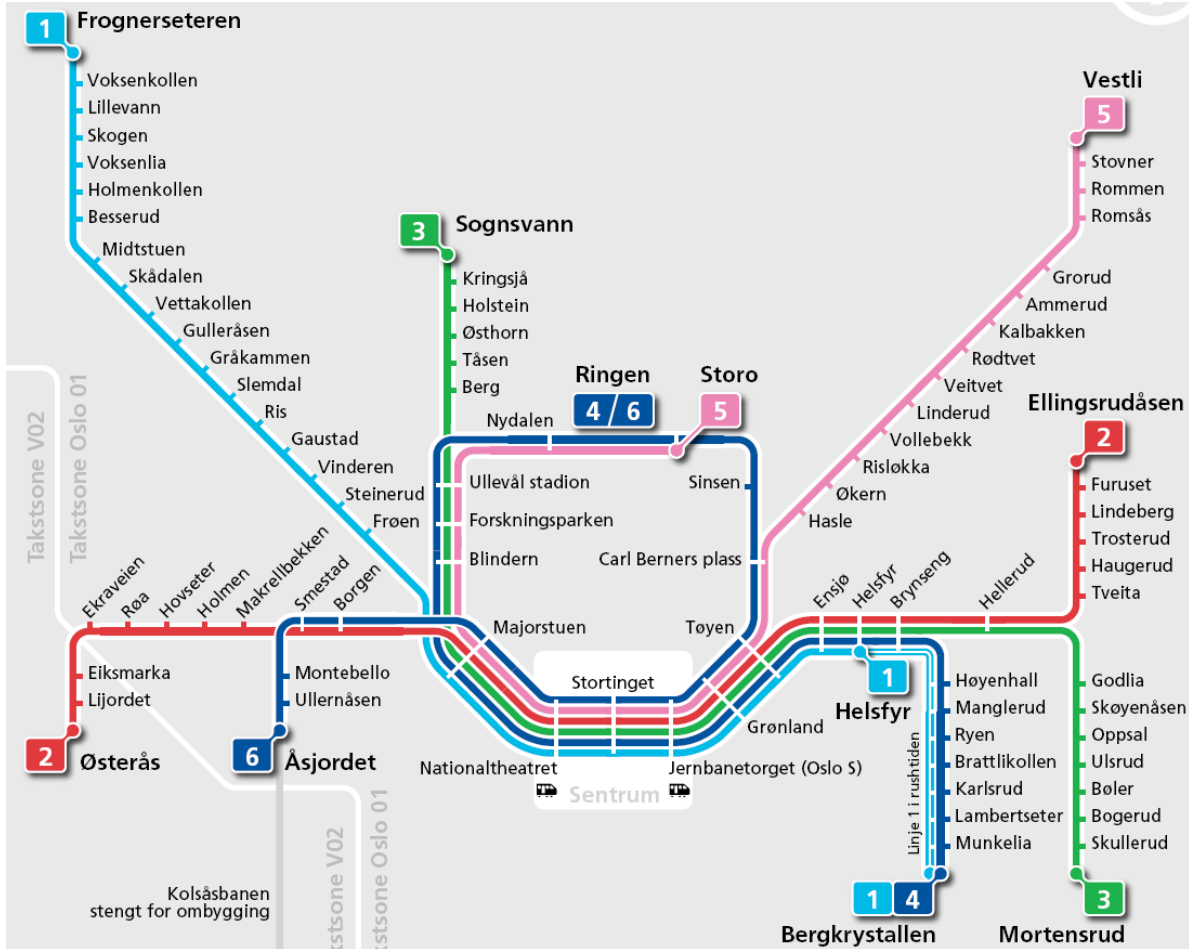 1 Frognerseteren
Voksenkollen
Lillevann
Skogen
Voksenlia
Holmenkollen
Besserud
Midtstuen
Skådalen
Vettakollen
Gulleråsen
Gråkammen
Slemdal
Ris
Gaustad
Vinderen
Steinerud
Frøen
3 Sognsvann
Kringsjå
Holstein
Østhorn
Tåsen
Berg
Ringen
4/6
Storo
5
Nydalen
Ullevål stadion
Forskningsparken
Blindern
Sinsen
Carl Berners plass
Majorstuen
Tøyen
Vestli
5
Stovner
Rommen
Romsås
Grorud
Ammerud
Kalbakken
Rødtvet
Veitvet
Linderud
Vollebekk
Risløkka
Økern
Hasle
Ellingsrudåsen
2
Furuset
Lindeberg
Trosterud
Haugerud
Tveita
Takstsone V02
Takstsone Oslo 01
Ekraveien
Røa
Hovseter
Holmen
Makrellbekken
Smestad
Borgen
Eiksmarka
Lijordet
2 Østerås
Montebello
Ullernåsen
6 Åsjordet
Stortinget
Nationaltheatret
Jernbanetorget (Oslo S)
Sentrum
Grønland
Ensjø
Helsfyr
Brynseng
Hellerud
1
Helsfyr
Linje 1 i rushtiden
Høyenhall
Manglerud
Ryen
Brattlikollen
Karlsrud
Lambertseter
Munkelia
1 4
Bergkrystallen
Godlia
Skøyenåsen
Oppsal
Ulsrud
Bøler
Bogerud
Skullerud
3
Mortensrud
Kolsåsbanen
stengt for ombygging
kstsone V02
kstsone Oslo 01